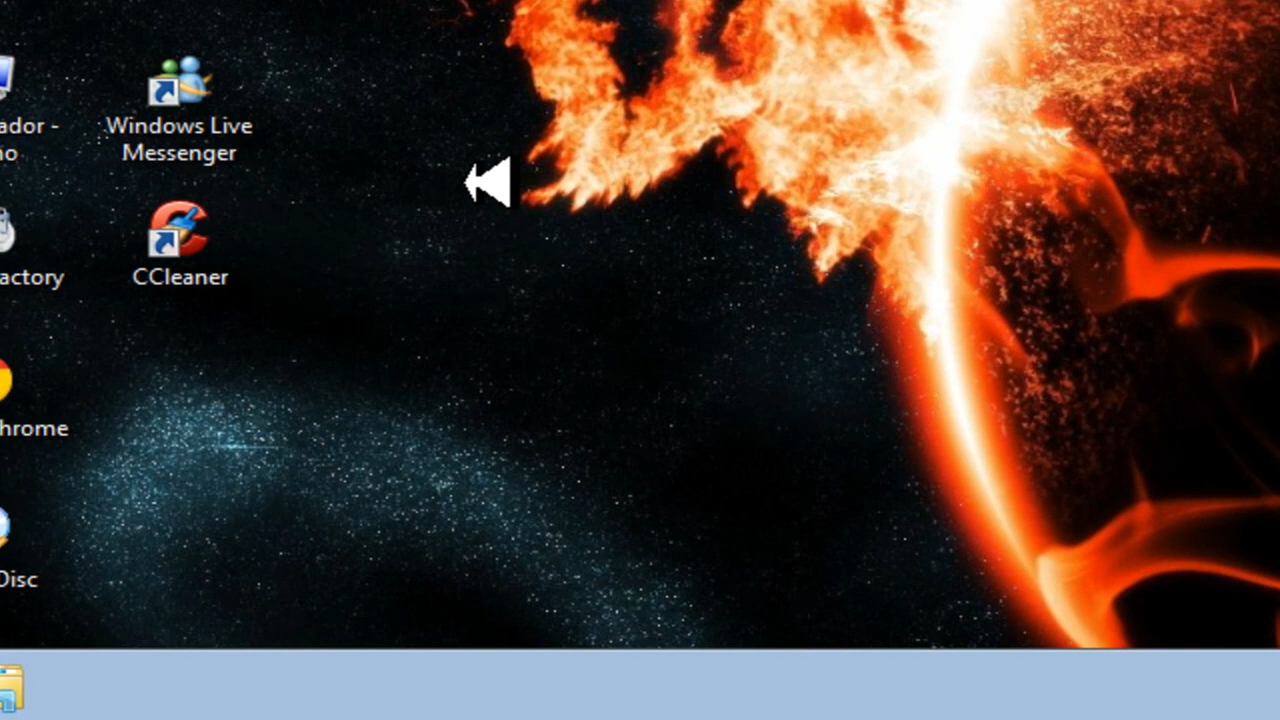 ador -
no
Windows Live
Messenger
actory
CCleaner
hrome
Disc